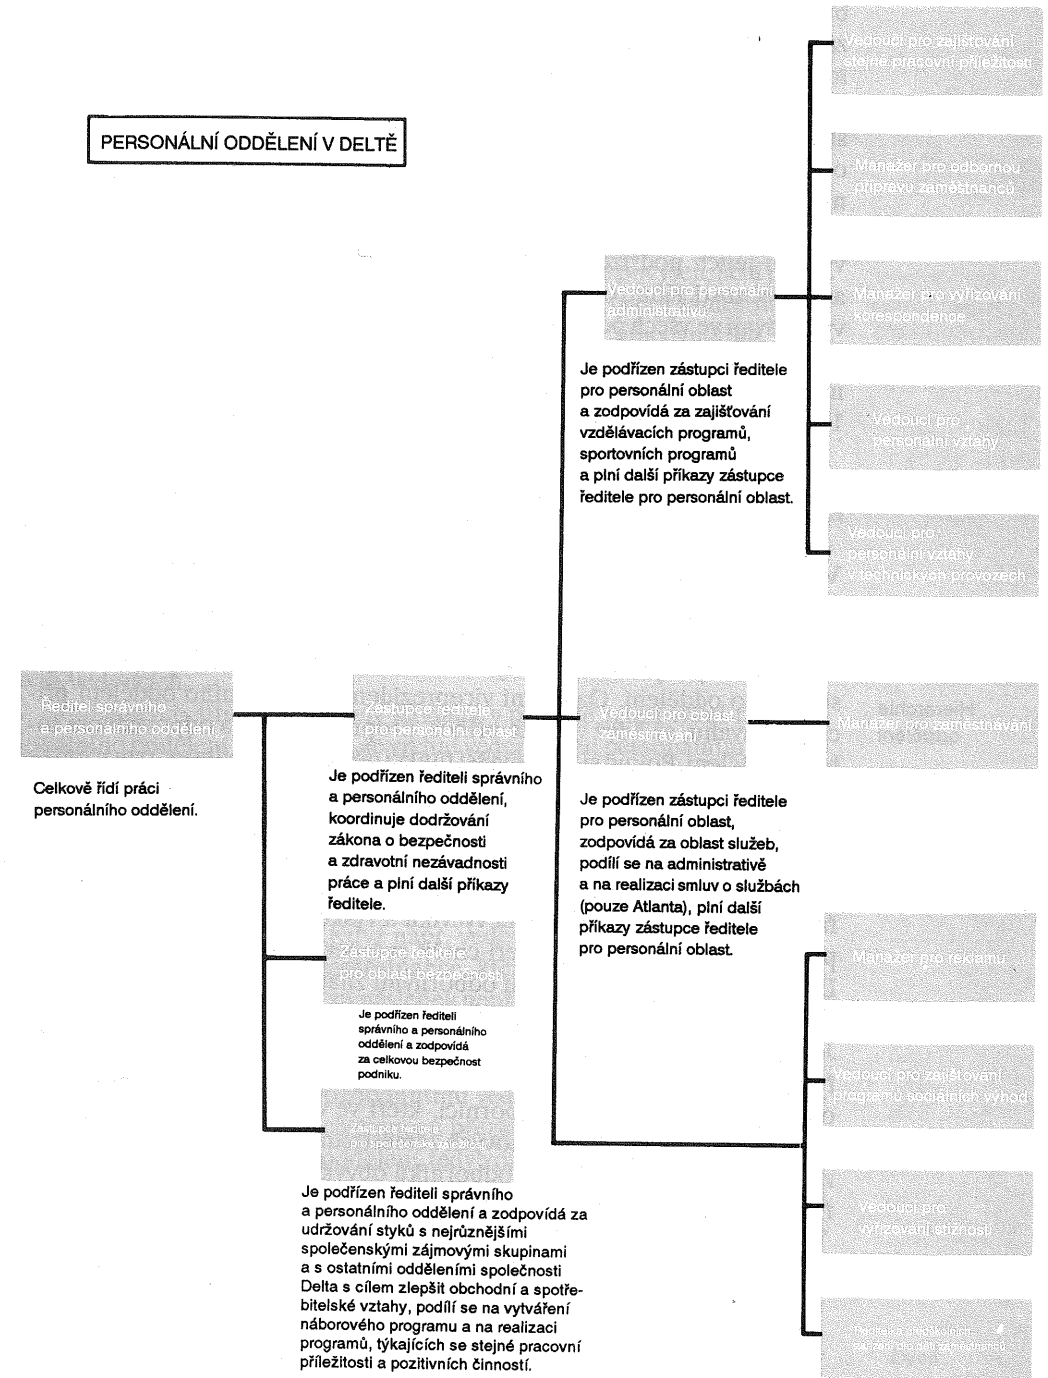 PERSONÁLNÍ ODDĚLENÍ V DELTĚ
Vedoucí pro zajišťování
stejné pracovní příležitosti
Manažer pro odbornou
přípravu zaměstnanců
Vedoucí pro personální
administrativu
Manažer pro vyřizování
korespondence
Je podřízen zástupci ředitele
pro personální oblast
a zodpovídá za zajišťování
vzdělávacích programů,
sportovních programů
a plní další příkazy zástupce
ředitele pro personální oblast.
Vedoucí pro
personální vztahy
Vedoucí pro
personální vztahy
v technických provozech
Ředitel správního
a personálního oddělení
Celkově řídí práci
personálního oddělení.
Zástupce ředitele
pro personální oblast
Je podřízen řediteli správního
a personálního oddělení,
koordinuje dodržování
zákona o bezpečnosti
a zdravotní nezávadnosti
práce a plní další příkazy
ředitele.
Vedoucí pro oblast
zaměstnávání
Manažer pro zaměstnávání
Je podřízen zástupci ředitele
pro personální oblast,
zodpovídá za oblast služeb,
podílí se na administrativě
a na realizaci smluv o službách
(pouze Atlanta), plní další
příkazy zástupce ředitele
pro personální oblast.
Zástupce ředitele
pro oblast bezpečnosti
Je podřízen řediteli
správního a personálního
oddělení a zodpovídá
za celkovou bezpečnost
podniku.
Manažer pro reklamu
Vedoucí pro zajišťování
programů sociálních výhod
Zástupce ředitele
pro společenské záležitosti
Je podřízen řediteli správního
a personálního oddělení a zodpovídá za
udržování styků s nejrůznějšími
společenskými zájmovými skupinami
a s ostatními odděleními společnosti
Delta s cílem zlepšit obchodní a spotře-
bitelské vztahy, podílí se na vytváření
náborového programu a na realizaci
programů, týkajících se stejné pracovní
příležitosti a pozitivních činností.
Vedoucí pro
vyřizování stížností
zařízení pro děti zaměstnanců